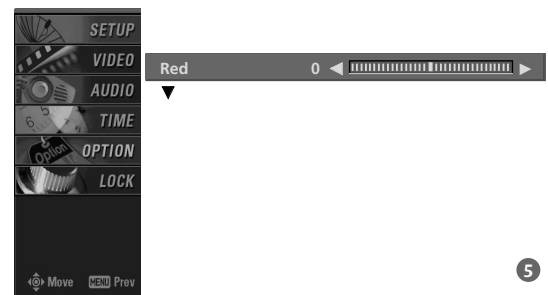 SETUP
VIDEO
Red 0
AUDIO
TIME
Option OPTION
LOCK
Move MENU Prev
5